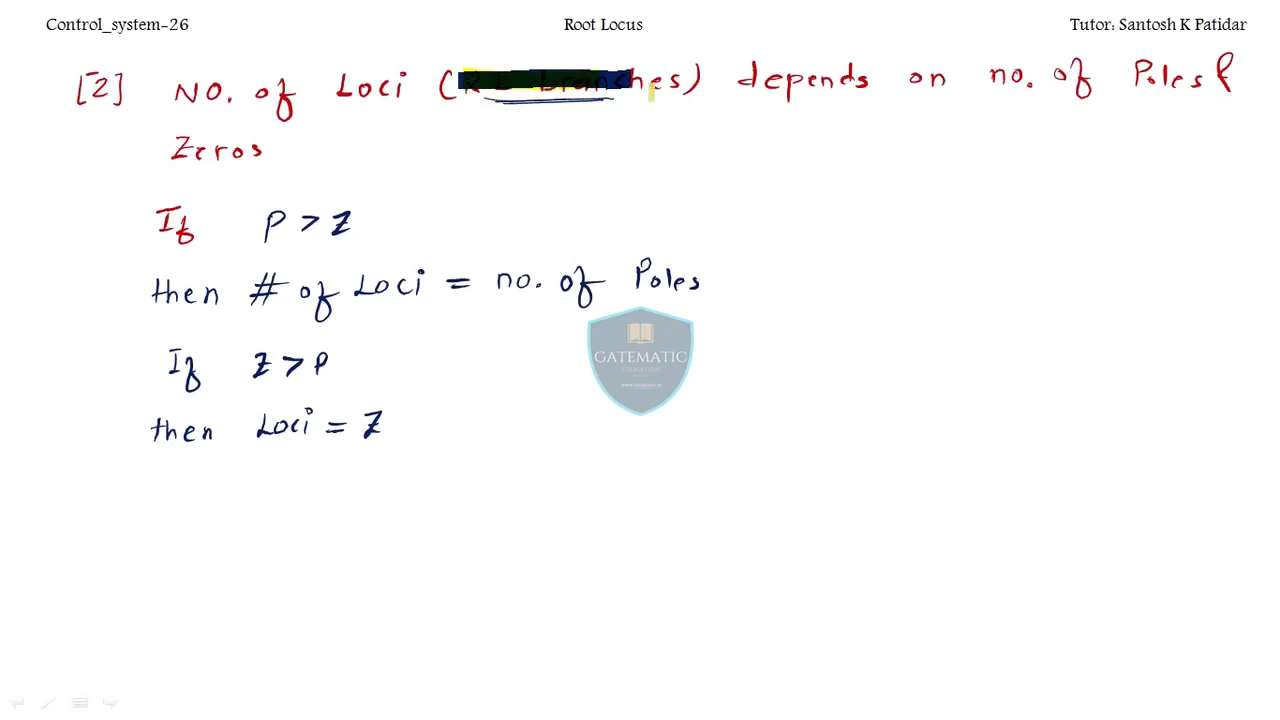 Control_system-26
Root Locus
Tutor: Santosh K Patidar
[2] No. of Loci (RL branches) depends on no. of Poles &
Zeros
If P > Z
then # of Loci = no. of Poles
GATEMATIC
EDUCATION
If Z > P
then Loci = Z